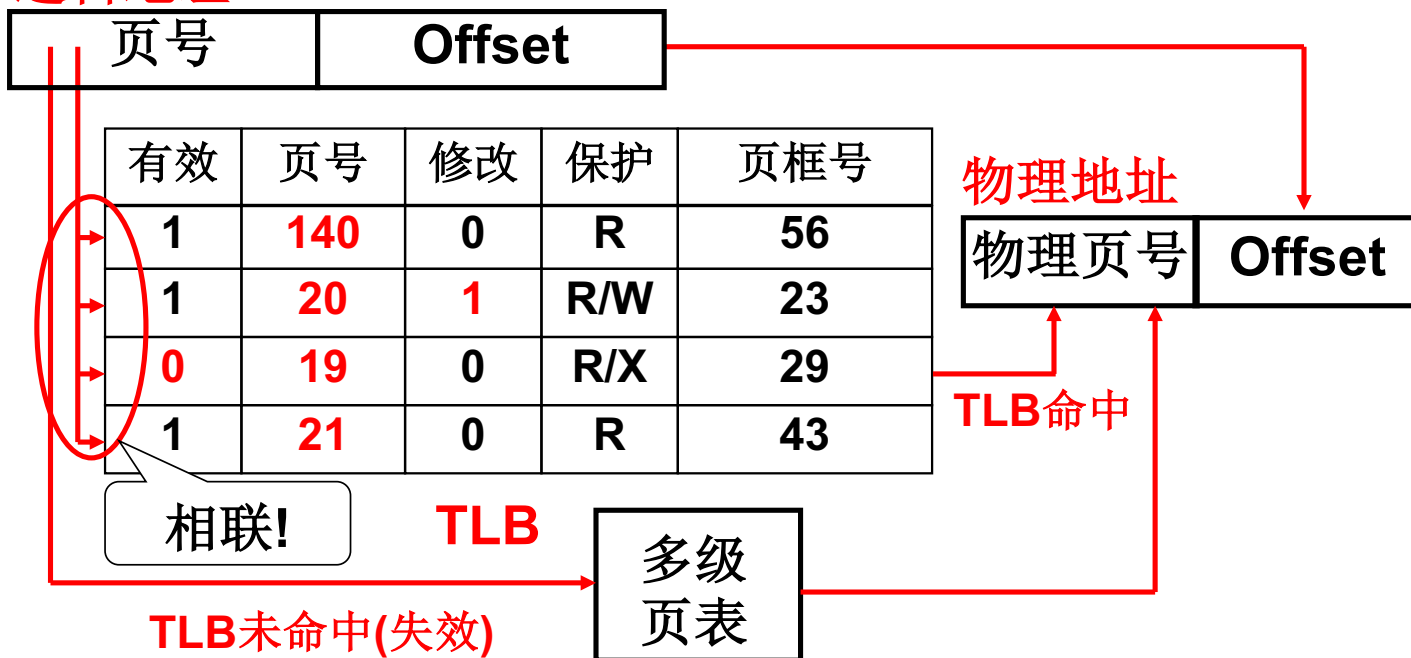 页号 Offset
有效 页号 修改 保护 页框号
1 140 0 R 56
1 20 1 R/W 23
0 19 0 R/X 29
1 21 0 R 43
物理地址
物理页号 Offset
TLB命中
相联!
TLB
多级
页表
TLB未命中(失效)